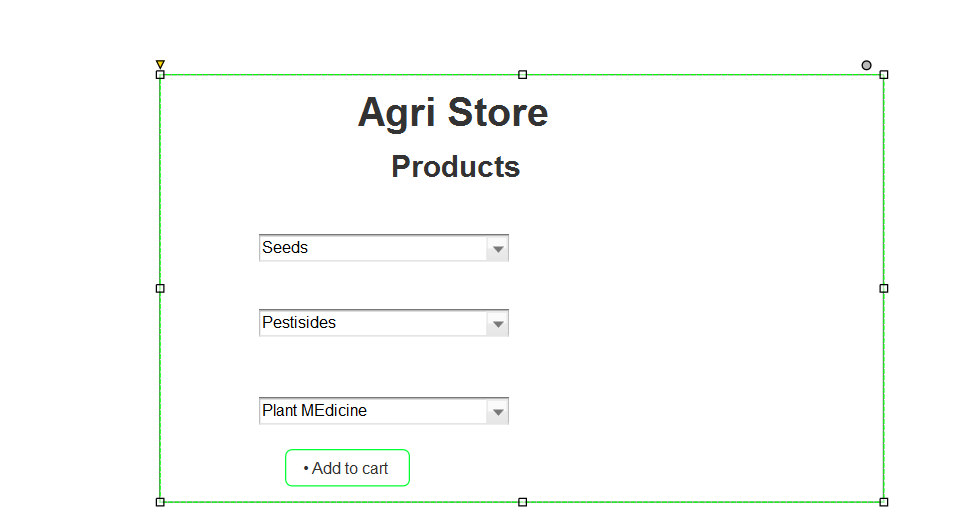 Agri Store
Products
Seeds
Pestisides
Plant MEdicine
• Add to cart